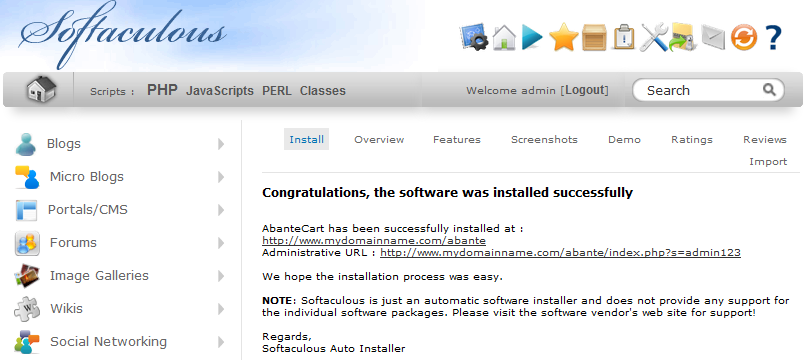 Softaculous
?
Scripts : PHP JavaScripts PERL Classes
Welcome admin [Logout]
Search
Blogs
Micro Blogs
Portals/CMS
Forums
Image Galleries
Wikis
Social Networking
Install Overview Features Screenshots Demo Ratings Reviews
Import
Congratulations, the software was installed successfully
AbanteCart has been successfully installed at :
http://www.mydomainname.com/abante
Administrative URL : http://www.mydomainname.com/abante/index.php?s=admin123
We hope the installation process was easy.
NOTE: Softaculous is just an automatic software installer and does not provide any support for
the individual software packages. Please visit the software vendor's web site for support!
Regards,
Softaculous Auto Installer